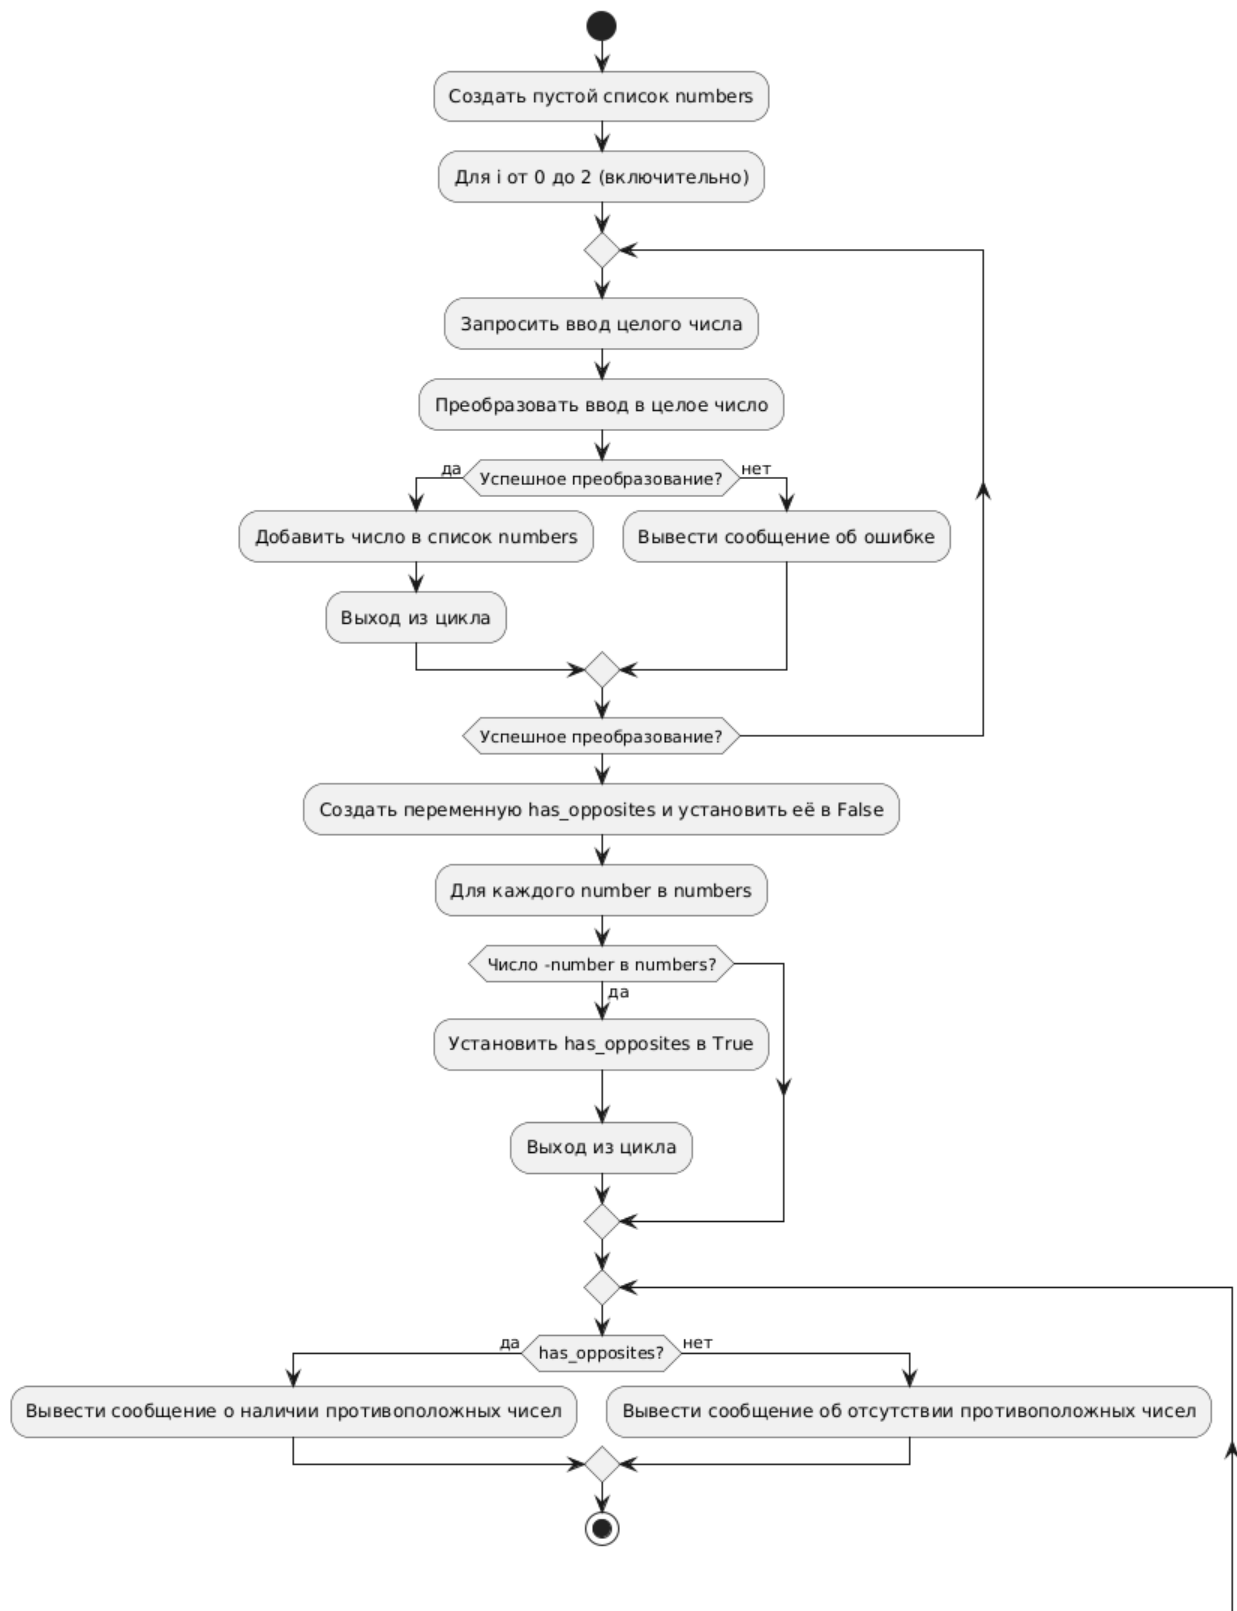 Создать пустой список numbers
Для i от 0 до 2 (включительно)
Запросить ввод целого числа
Преобразовать ввод в целое число
да
Успешное преобразование?
нет
Добавить число в список numbers
Вывести сообщение об ошибке
Выход из цикла
Успешное преобразование?
Создать переменную has_opposites и установить её в False
Для каждого number в numbers
Число -number в numbers?
да
Установить has_opposites в True
Выход из цикла
да
has_opposites?
нет
Вывести сообщение о наличии противоположных чисел
Вывести сообщение об отсутствии противоположных чисел